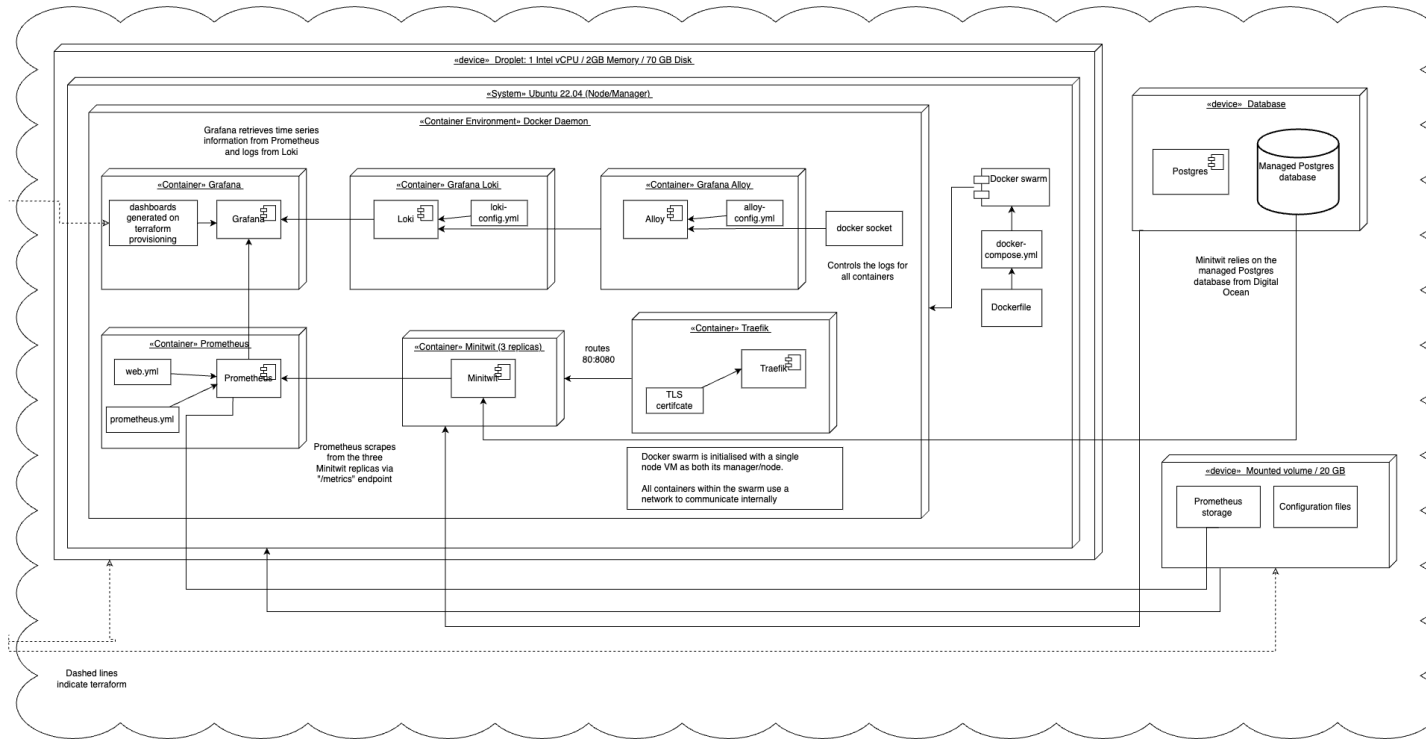 «device» Droplet: 1 Intel vCPU / 2GB Memory / 70 GB Disk
«System» Ubuntu 22.04 (Node/Manager)
«Container Environment» Docker Daemon
Grafana retrieves time series
information from Prometheus
and logs from Loki
«Container» Grafana
dashboards
generated on
terraform
provisioning
Grafana
«Container» Grafana Loki
Loki
loki-
config.yml
«Container» Grafana Alloy
Alloy
alloy-
config.yml
docker socket
Controls the logs for
all containers
Docker swarm
docker-
compose.yml
Dockerfile
«device» Database
Postgres
Managed Postgres
database
Minitwit relies on the
managed Postgres
database from Digital
Ocean
«Container» Prometheus
web.yml
prometheus.yml
Prometheus
«Container» Minitwit (3 replicas)
Minitwit
routes
80:8080
«Container» Traefik
Traefik
TLS
certifcate
Prometheus scrapes
from the three
Minitwit replicas via
"/metrics" endpoint
Docker swarm is initialised with a single
node VM as both its manager/node.
All containers within the swarm use a
network to communicate internally
«device» Mounted volume / 20 GB
Prometheus
storage
Configuration files
Dashed lines
indicate terraform